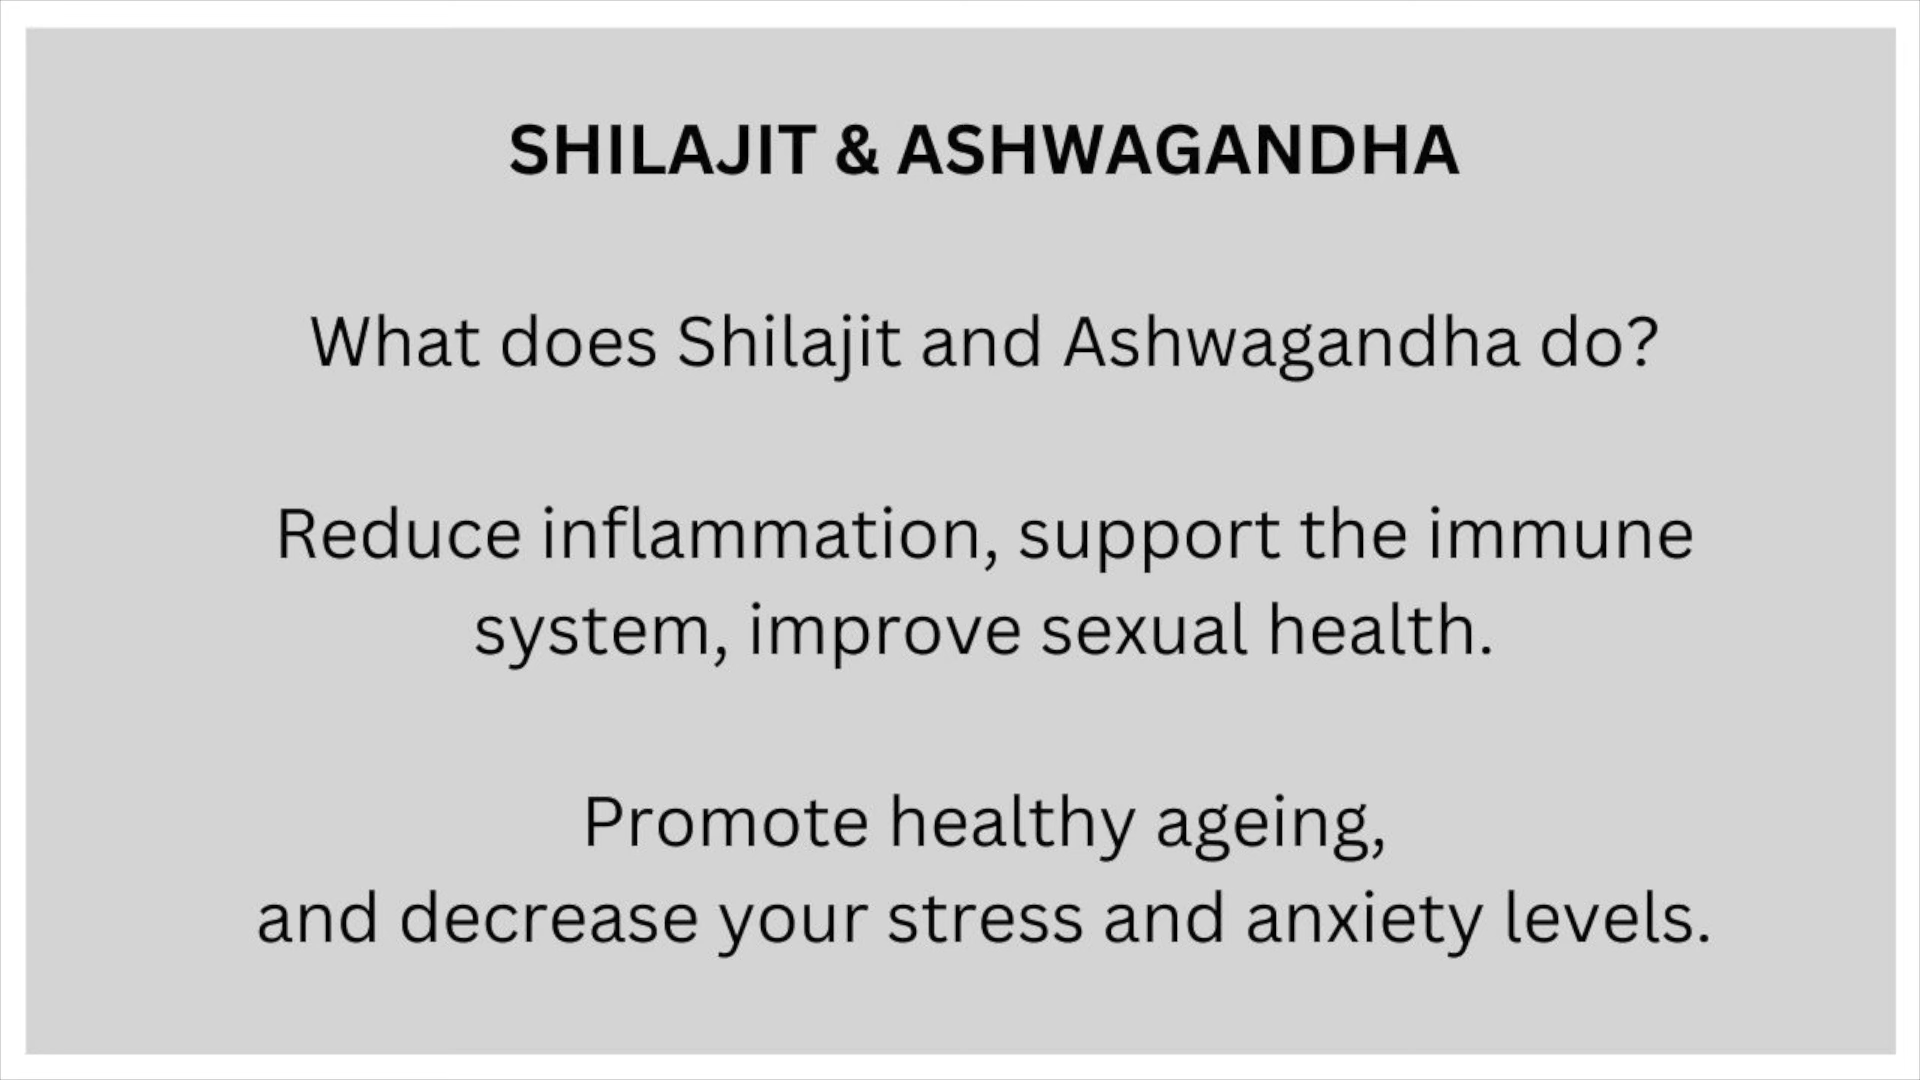 SHILAJIT & ASHWAGANDHA
What does Shilajit and Ashwagandha do?
Reduce inflammation, support the immune
system, improve sexual health.
Promote healthy ageing,
and decrease your stress and anxiety levels.